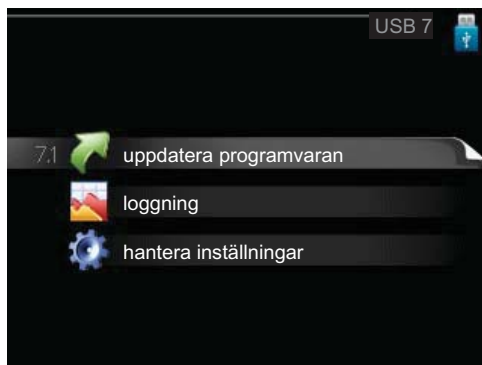 USB 7
7.1 uppdatera programvaran
loggning
hantera inställningar